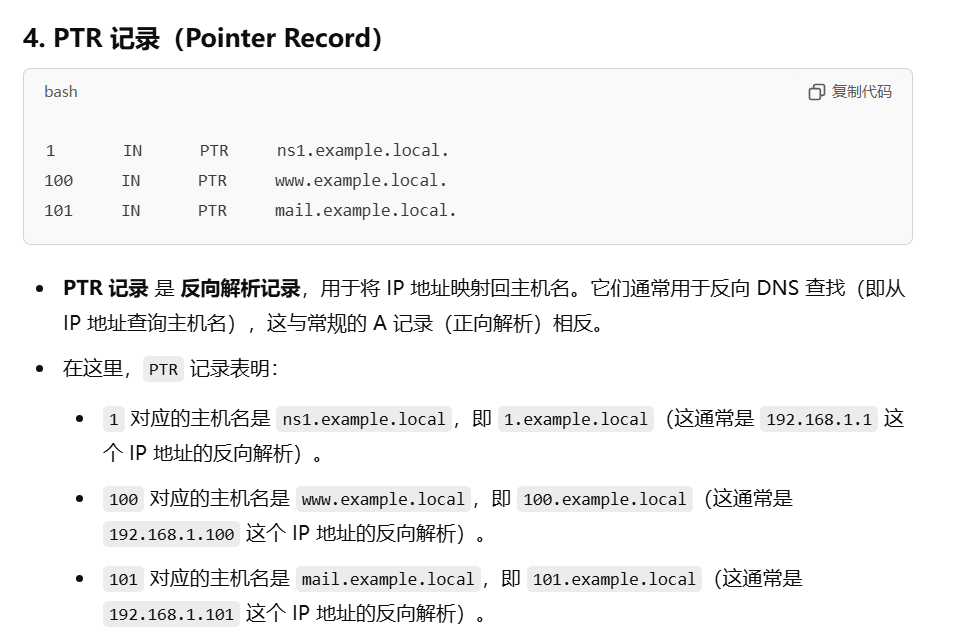 4. PTR 记录（Pointer Record）
bash 复制代码
1 IN PTR ns1.example.local.
100 IN PTR www.example.local.
101 IN PTR mail.example.local.
• PTR 记录 是 反向解析记录，用于将 IP 地址映射回主机名。它们通常用于反向 DNS 查找（即从
IP 地址查询主机名），这与常规的 A 记录（正向解析）相反。
• 在这里，PTR 记录表明：
• 1 对应的主机名是 ns1.example.local，即 1.example.local（这通常是 192.168.1.1 这
个 IP 地址的反向解析）。
• 100 对应的主机名是 www.example.local，即 100.example.local（这通常是
192.168.1.100 这个 IP 地址的反向解析）。
• 101 对应的主机名是 mail.example.local，即 101.example.local（这通常是
192.168.1.101 这个 IP 地址的反向解析）。